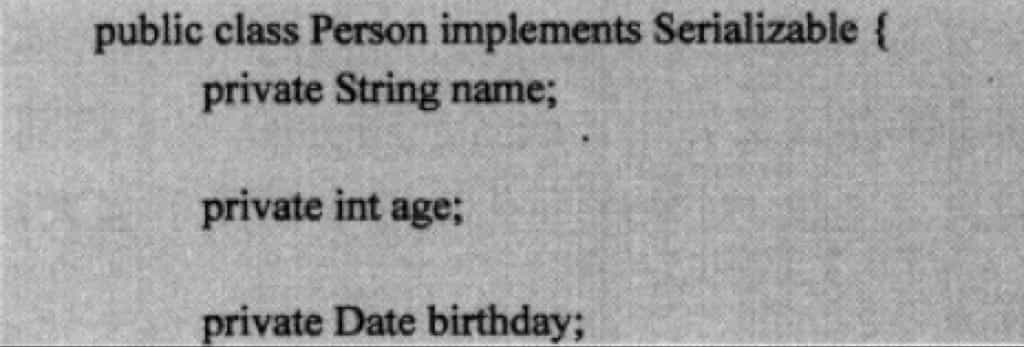 public class Person implements Serializable {
private String name;
private int age;
private Date birthday;